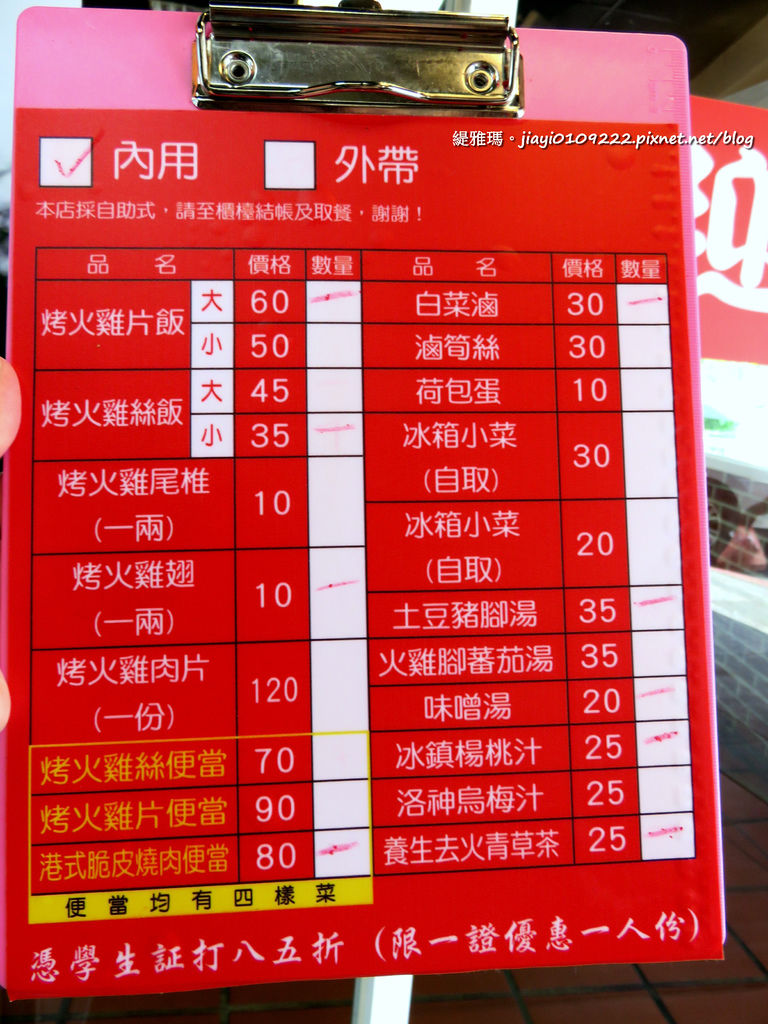 緹雅瑪。jiayi0109222.pixnet.net/blog
內用 外帶
本店採自助式，請至櫃檯結帳及取餐，謝謝！
品名 價格 數量
烤火雞片飯 大 60
小 50
烤火雞絲飯 大 45
小 35
烤火雞尾椎
(一兩) 10
烤火雞翅
(一兩) 10
烤火雞肉片
(一份) 120
烤火雞絲便當 70
烤火雞片便當 90
港式脆皮燒肉便當 80
便當均有四樣菜
品名 價格 數量
白菜滷 30
滷筍絲 30
荷包蛋 10
冰箱小菜
(自取) 30
冰箱小菜
(自取) 20
土豆豬腳湯 35
火雞腳蕃茄湯 35
味噌湯 20
冰鎮楊桃汁 25
洛神烏梅汁 25
養生去火青草茶 25
憑學生証打八五折 (限一證優惠一人份)